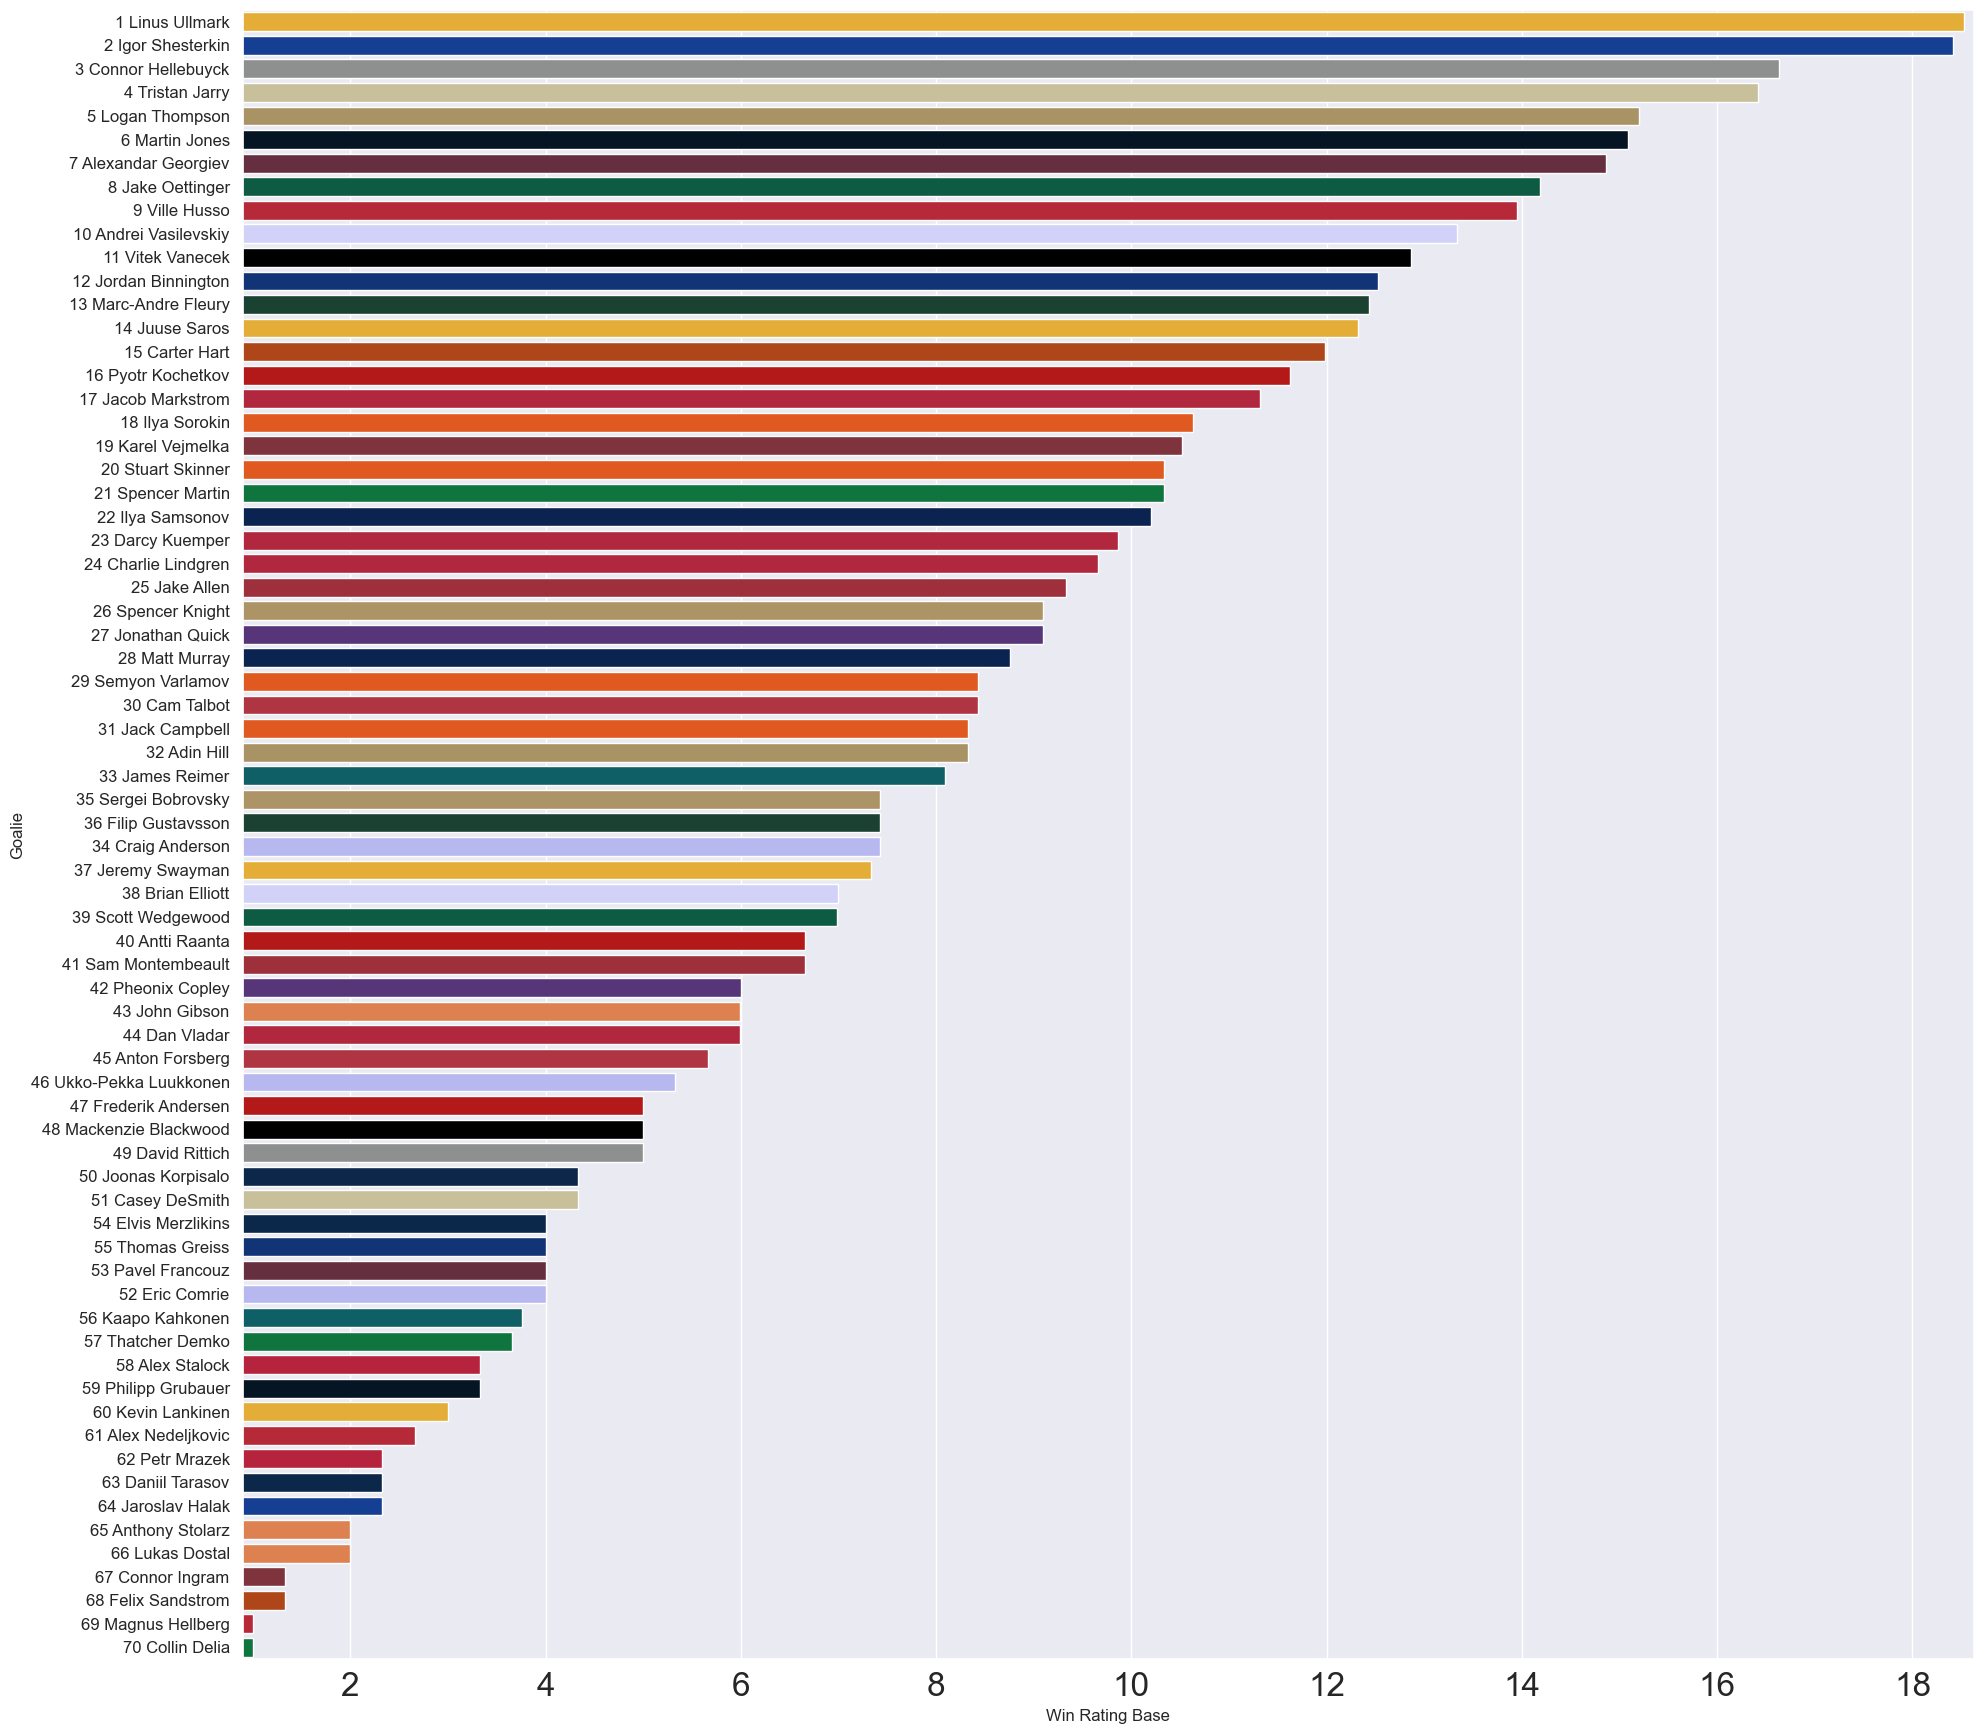 1 Linus Ullmark
2 Igor Shesterkin
3 Connor Hellebuyck
4 Tristan Jarry
5 Logan Thompson
6 Martin Jones
7 Alexandar Georgiev
8 Jake Oettinger
9 Ville Husso
10 Andrei Vasilevskiy
11 Vitek Vanecek
12 Jordan Binnington
13 Marc-Andre Fleury
14 Juuse Saros
15 Carter Hart
16 Pyotr Kochetkov
17 Jacob Markstrom
18 Ilya Sorokin
19 Karel Vejmelka
20 Stuart Skinner
21 Spencer Martin
22 Ilya Samsonov
23 Darcy Kuemper
24 Charlie Lindgren
25 Jake Allen
26 Spencer Knight
27 Jonathan Quick
28 Matt Murray
29 Semyon Varlamov
30 Cam Talbot
31 Jack Campbell
32 Adin Hill
33 James Reimer
35 Sergei Bobrovsky
36 Filip Gustavsson
34 Craig Anderson
37 Jeremy Swayman
38 Brian Elliott
39 Scott Wedgewood
40 Antti Raanta
41 Sam Montembeault
42 Pheonix Copley
43 John Gibson
44 Dan Vladar
45 Anton Forsberg
46 Ukko-Pekka Luukkonen
47 Frederik Andersen
48 Mackenzie Blackwood
49 David Rittich
50 Joonas Korpisalo
51 Casey DeSmith
54 Elvis Merzlikins
55 Thomas Greiss
53 Pavel Francouz
52 Eric Comrie
56 Kaapo Kahkonen
57 Thatcher Demko
58 Alex Stalock
59 Philipp Grubauer
60 Kevin Lankinen
61 Alex Nedeljkovic
62 Petr Mrazek
63 Daniil Tarasov
64 Jaroslav Halak
65 Anthony Stolarz
66 Lukas Dostal
67 Connor Ingram
68 Felix Sandstrom
69 Magnus Hellberg
70 Collin Delia
Goalie
2 4 6 8 10 12 14 16 18
Win Rating Base